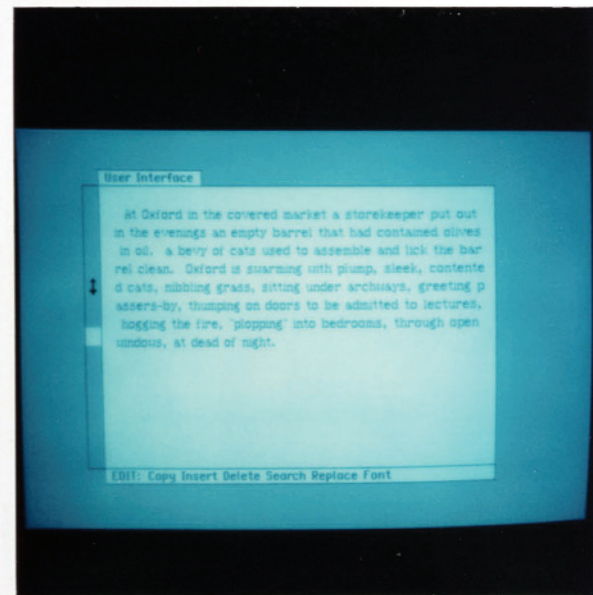 User Interface
At Oxford in the covered market a storekeeper put out
in the evenings an empty barrel that had contained olives
in oil. a bevy of cats used to assemble and lick the bar
rel clean. Oxford is swarming with plump, sleek, contente
d cats, nibbling grass, sitting under archways, greeting p
assers-by, thumping on doors to be admitted to lectures,
hogging the fire, "plopping" into bedrooms, through open
windows, at dead of night.
EDIT: Copy Insert Delete Search Replace Font